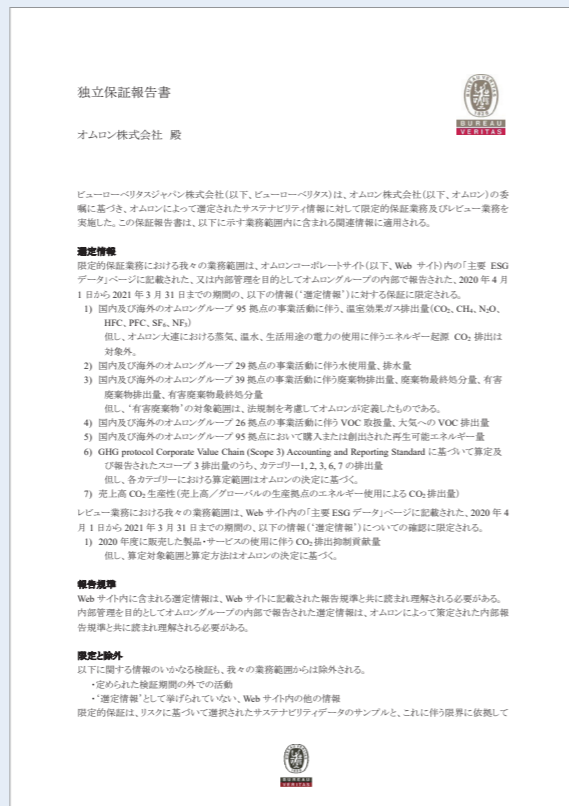 独立保証報告書
BUREAU
VERITAS
オムロン株式会社 殿
ビューローベリタスジャパン株式会社(以下、ビューローベリタス)は、オムロン株式会社(以下、オムロン)の委
嘱に基づき、オムロンによって選定されたサステナビリティ情報に対して限定的保証業務及びレビュー業務を
実施した。この保証報告書は、以下に示す業務範囲内に含まれる関連情報に適用される。
選定情報
限定的保証業務における我々の業務範囲は、オムロンコーポレートサイト(以下、Web サイト)内の「主要 ESG
データ」ページに記載された、又は内部管理を目的としてオムロングループの内部で報告された、2020 年 4 月
1 日から 2021 年 3 月 31 日までの期間の、以下の情報(‘選定情報’)に対する保証に限定される。
1) 国内及び海外のオムログループ 95 拠点の事業活動に伴う、温室効果ガス排出量(CO₂, CH₄, N₂O、
HFC、PFC、SF₆、NF₃)
但し、オムロン大連における蒸気、温水、生活用途の電力の使用に伴うエネルギー起源 CO₂ 排出は
対象外。
2) 国内及び海外のオムロングループ 29 拠点の事業活動に伴う水使用量、排水量
3) 国内及び海外のオムロングループ 39 拠点の事業活動に伴う廃棄物排出量、廃棄物最終処分量、有害
廃棄物排出量、有害廃棄物最終処分量
但し、‘有害廃棄物’の対象範囲は、法規制を考慮してオムロンが定義したものである。
4) 国内及び海外のオムロングループ 26 拠点の事業活動に伴う VOC 取扱量、大気への VOC 排出量
5) 国内及び海外のオムロングループ 95 拠点において購入または創出された再生可能エネルギー量
6) GHG protocol Corporate Value Chain (Scope 3) Accounting and Reporting Standard に基づいて算定及
び報告されたスコープ 3 排出量のうち、カテゴリー1, 2, 3, 6, 7 の排出量
但し、各カテゴリーにおける算定範囲はオムロンの決定に基づく。
7) 売上高 CO₂ 生産性(売上高/グローバルの生産拠点のエネルギー使用による CO₂ 排出量)
レビュー業務における我々の業務範囲は、Web サイト内の「主要 ESG データ」ページに記載された、2020 年 4
月 1 日から 2021 年 3 月 31 日までの期間の、以下の情報(‘選定情報’)についての確認に限定される。
1) 2020 年度に販売した製品・サービスの使用に伴う CO₂ 排出抑制貢献量
但し、算定対象範囲と算定方法はオムロンの決定に基づく。
報告規準
Web サイト内に含まれる選定情報は、Web サイトに記載された報告規準と共に読まれ理解される必要がある。
内部管理を目的としてオムロングループの内部で報告された選定情報は、オムロンによって策定された内部報
告規準と共に読まれ理解される必要がある。
限定と除外
以下に関する情報のいかなる検証も、我々の業務範囲からは除外される。
・定められた検証期間の外での活動
・‘選定情報’として挙げられていない、Web サイト内の他の情報
限定的保証は、リスクに基づいて選択されたサステナビリティデータのサンプルと、これに伴う限界に依拠して
BUREAU
VERITAS